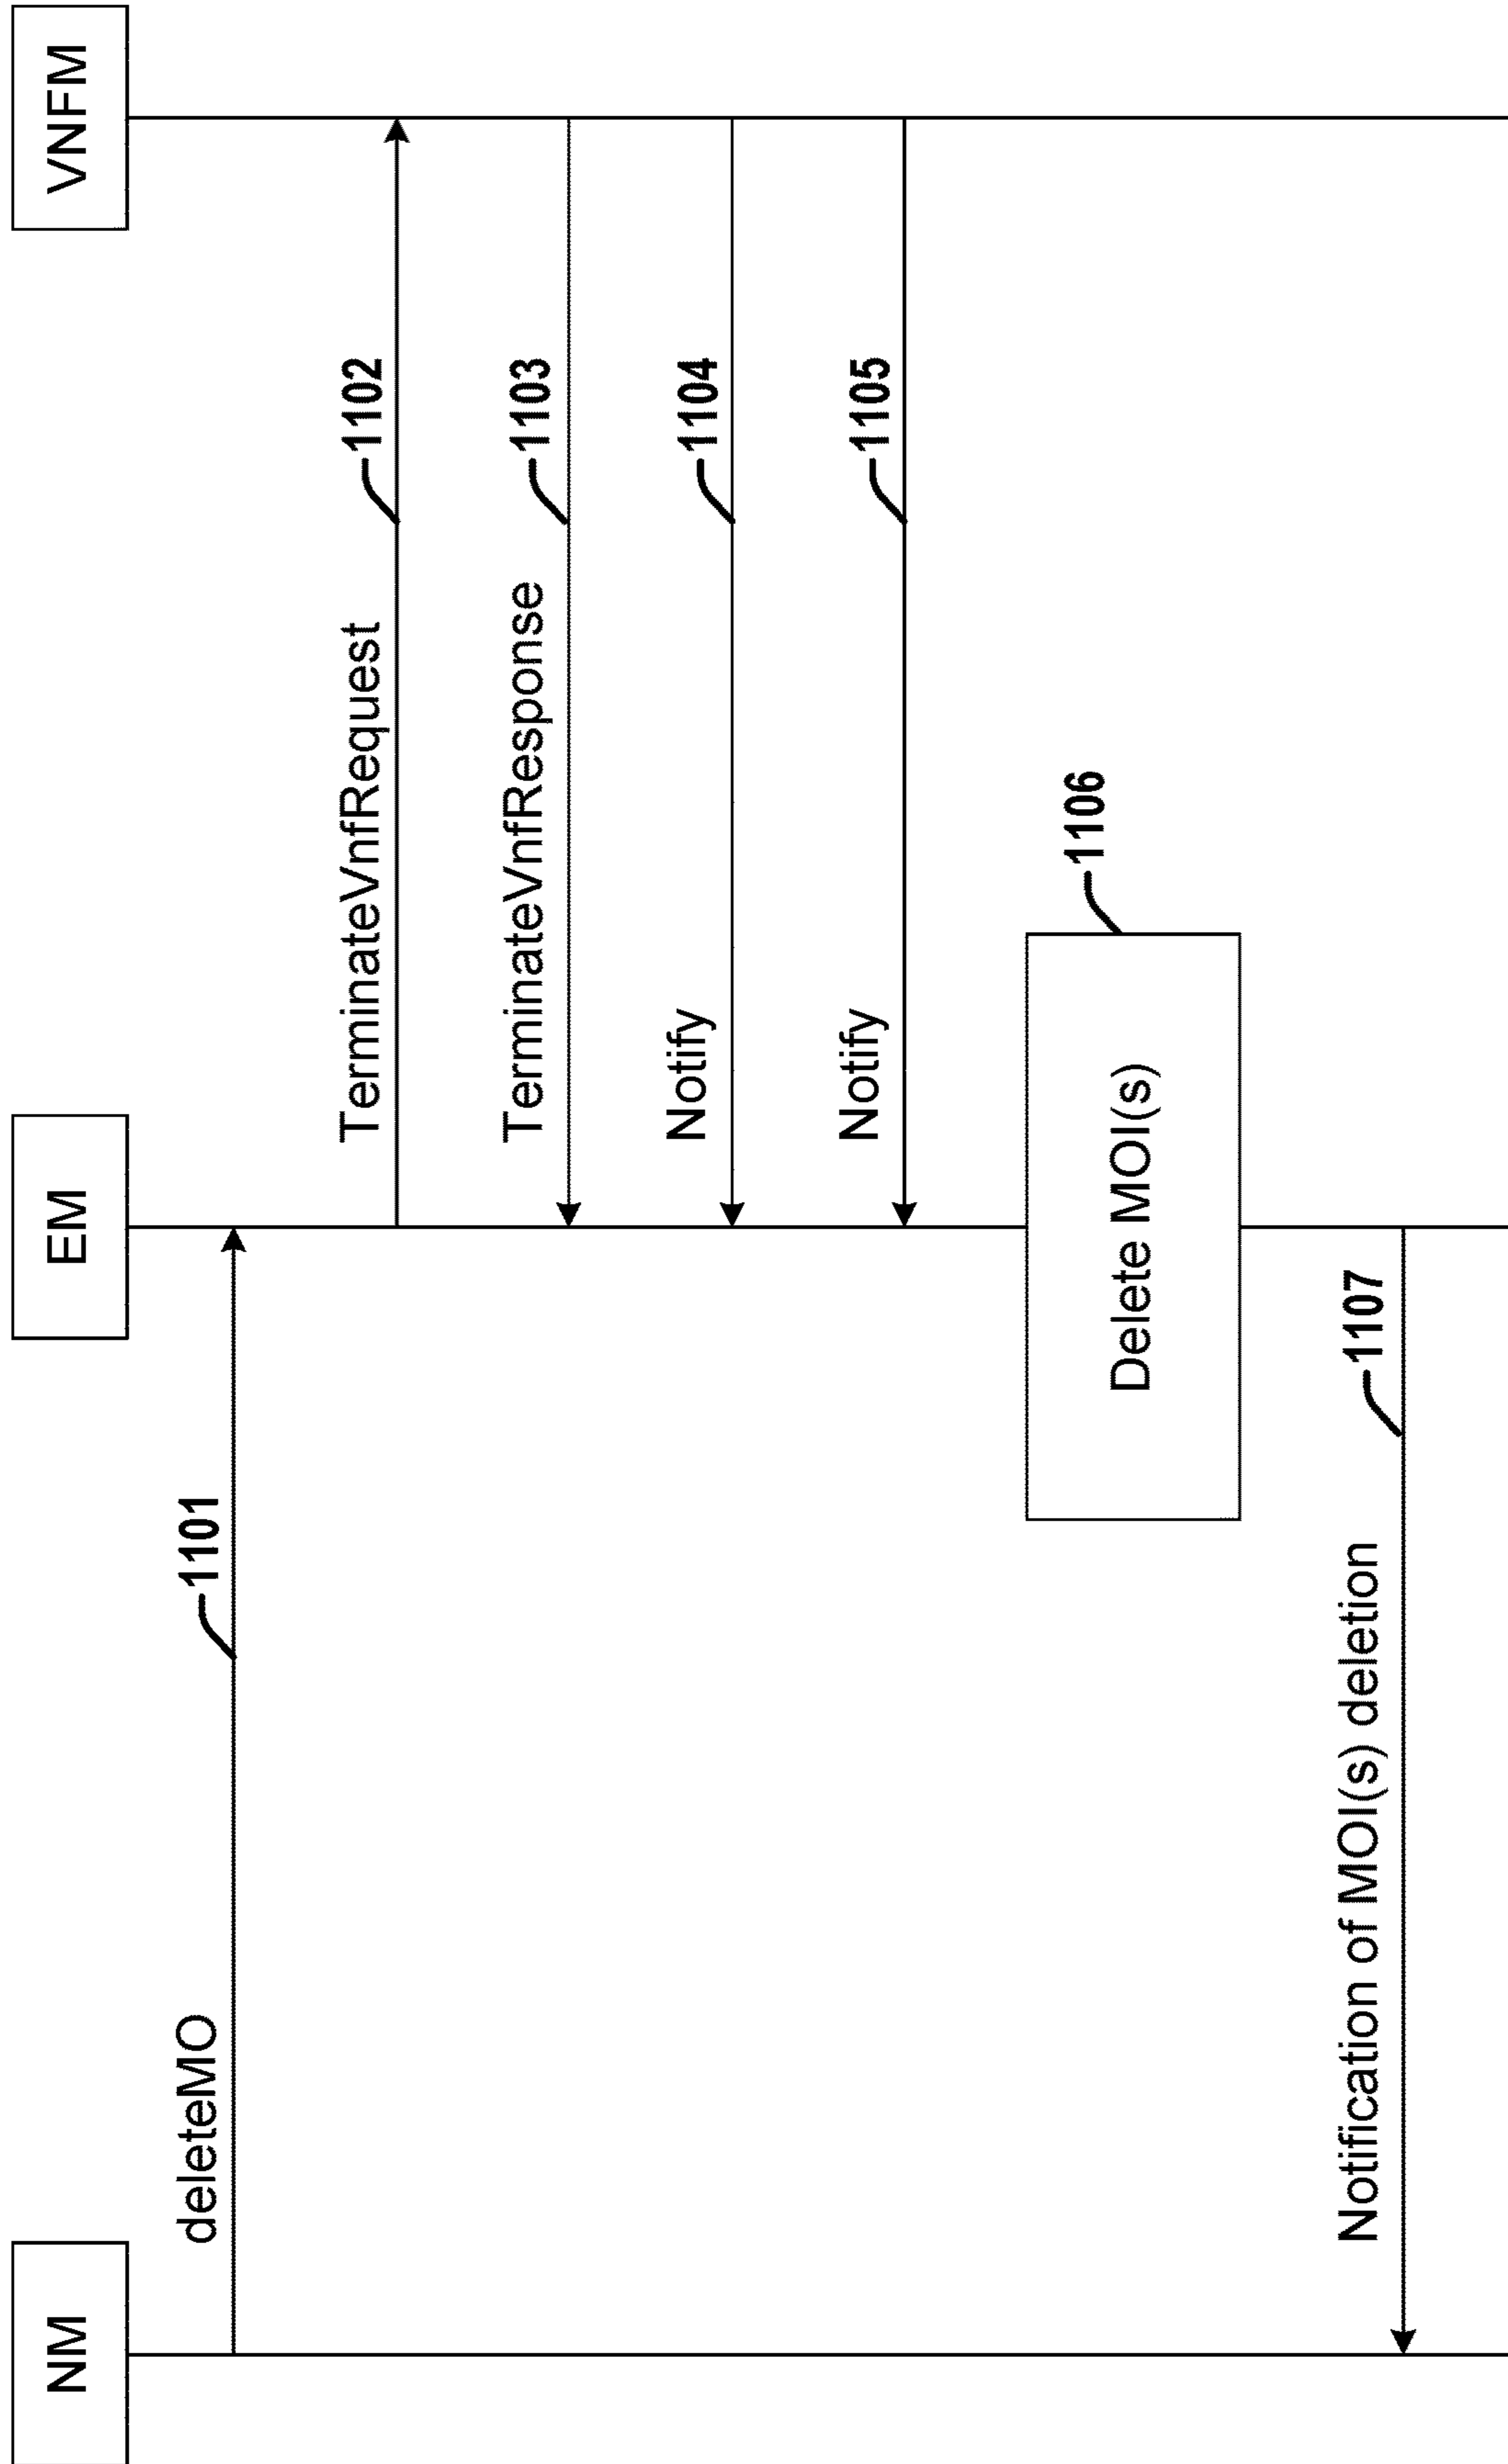 NM
EM
VNFM
deleteMO
1101
TerminateVnfRequest
1102
TerminateVnfResponse
1103
Notify
1104
Notify
1105
Delete MOI(s)
1106
Notification of MOI(s) deletion
1107